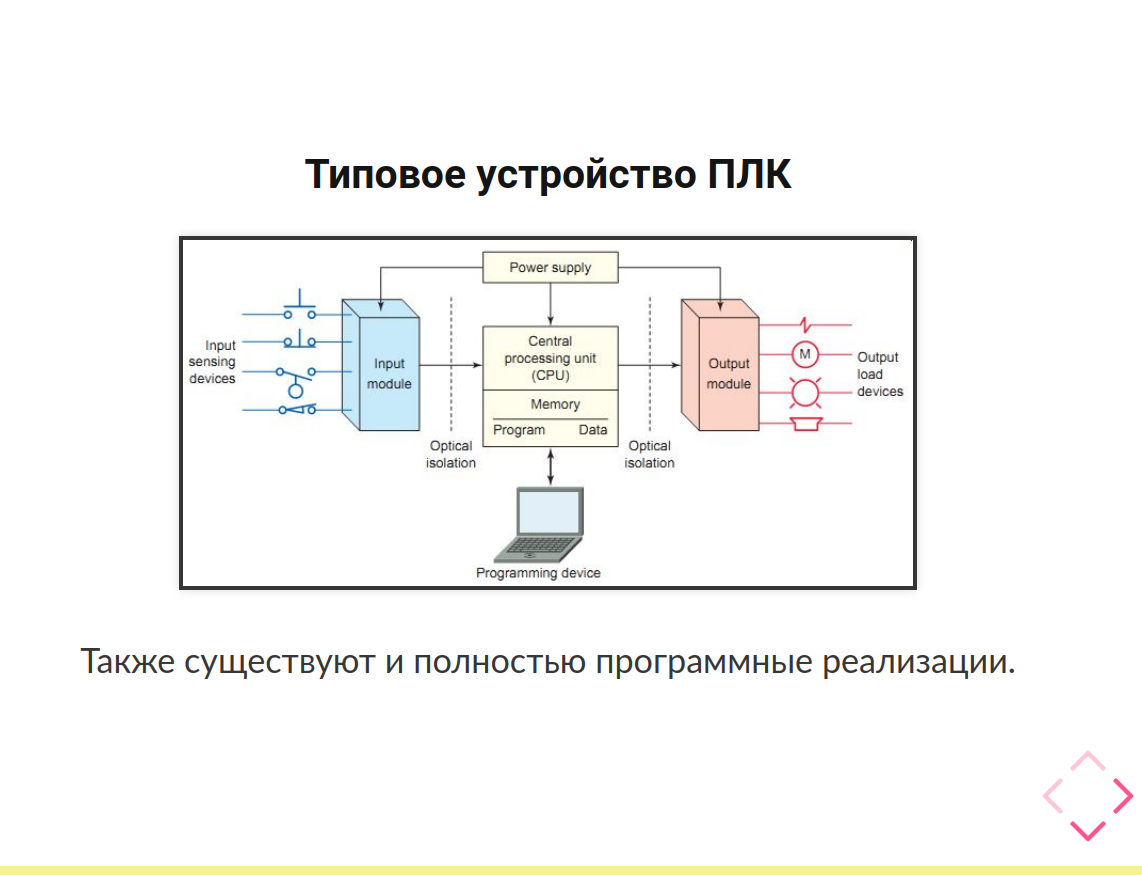 Типовое устройство ПЛК
Power supply
Input
sensing
devices
Input
module
Central
processing unit
(CPU)
Memory
Program Data
Output
module
M
Output
load
devices
Optical
isolation
Optical
isolation
Programming device
Также существуют и полностью программные реализации.